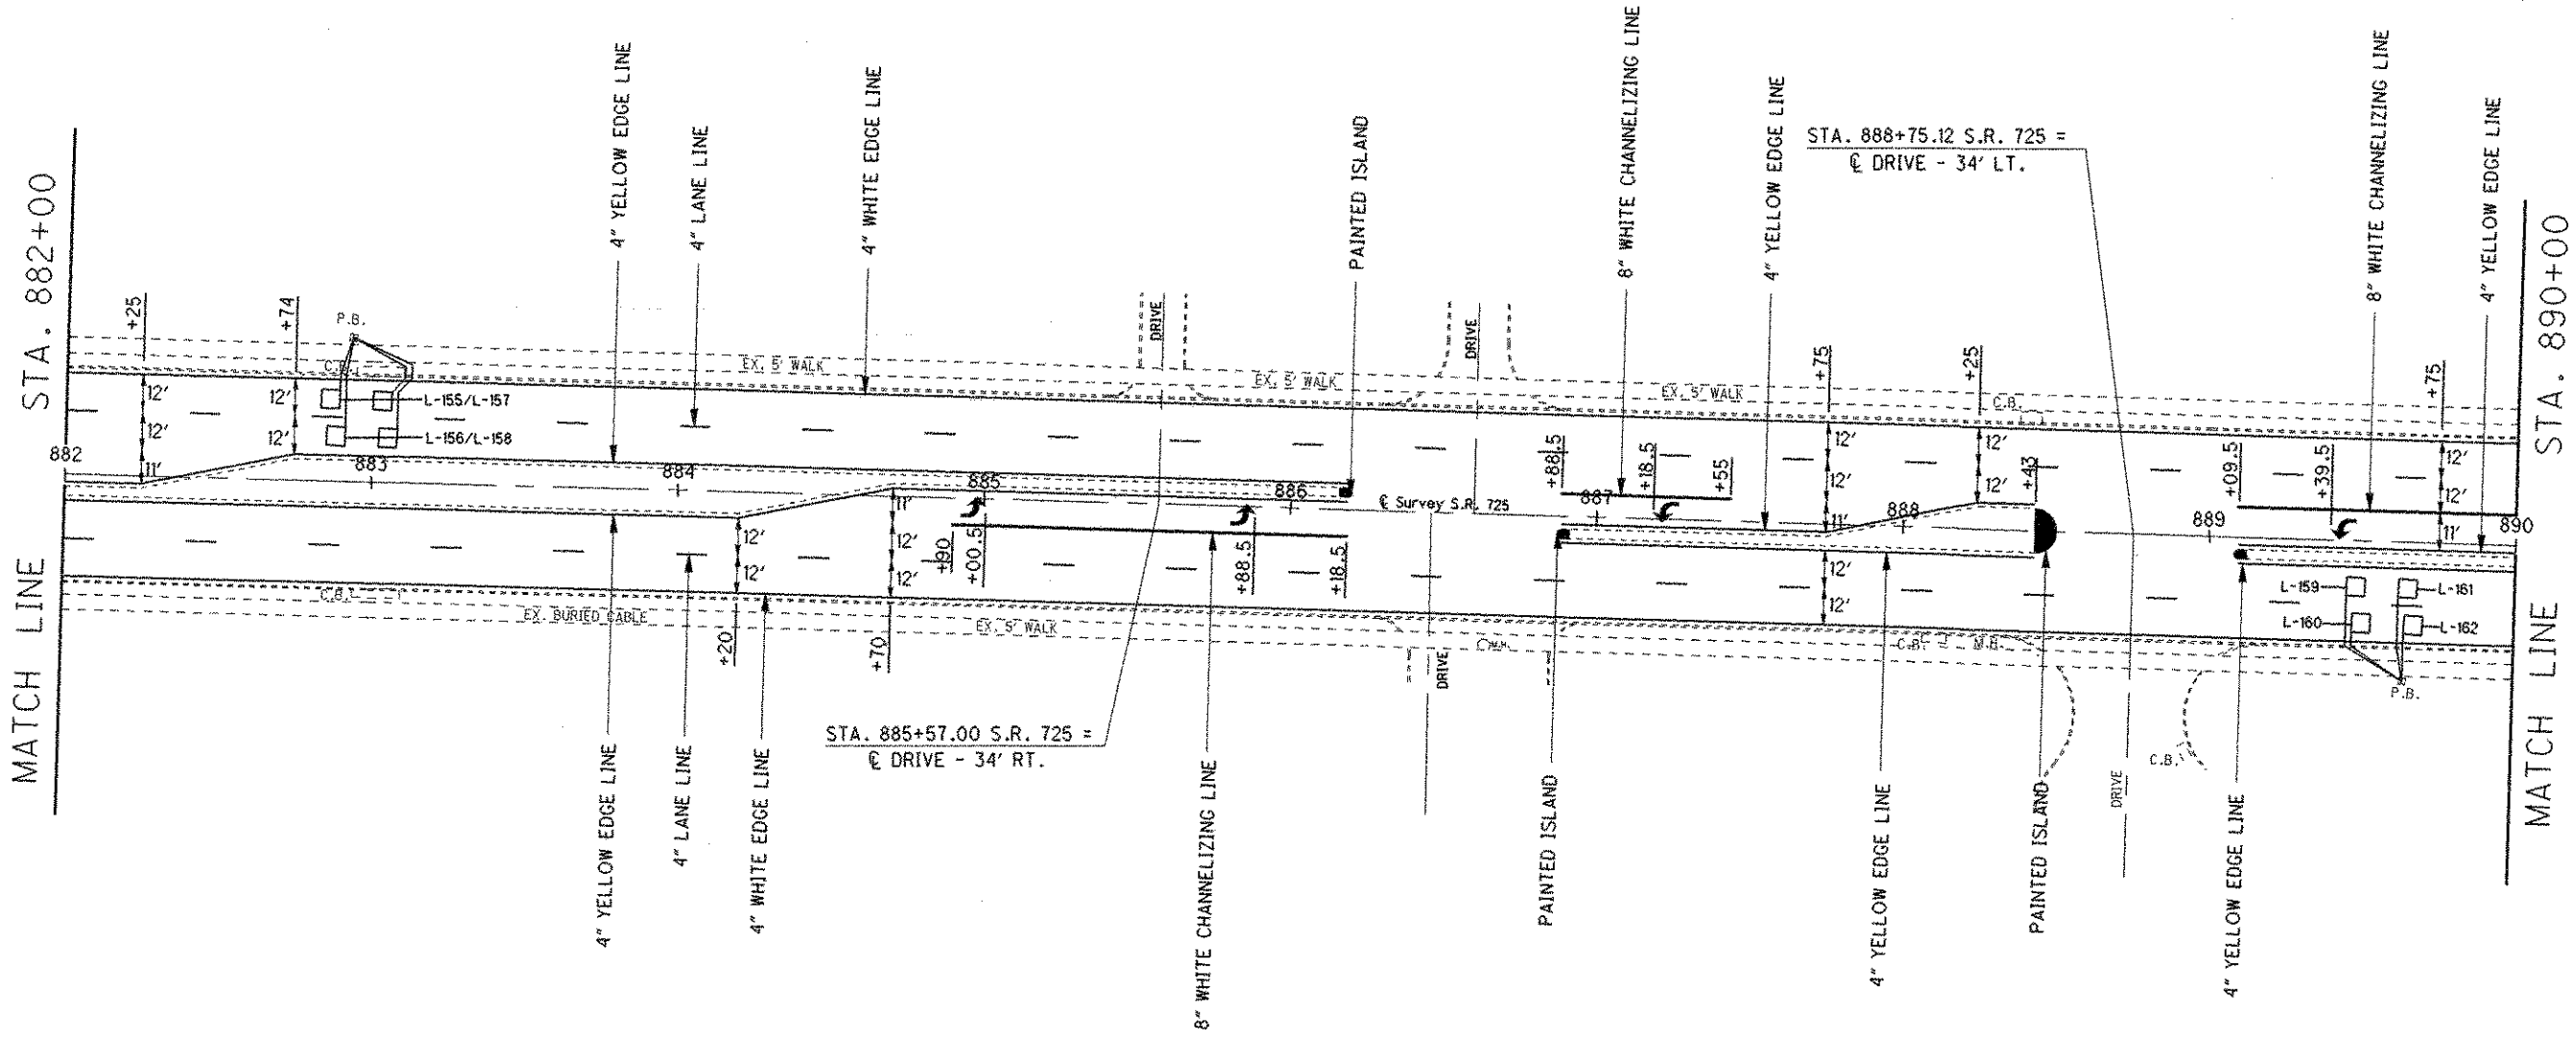 MATCH LINE STA. 882+00
4" YELLOW EDGE LINE
4" LANE LINE
4" WHITE EDGE LINE
PAINTED ISLAND
8" WHITE CHANNELIZING LINE
4" YELLOW EDGE LINE
STA. 888+75.12 S.R. 725 =
℄ DRIVE - 34' LT.
8" WHITE CHANNELIZING LINE
4" YELLOW EDGE LINE
MATCH LINE STA. 890+00
+25
+74
P.B.
C.B.
EX. 5' WALK
DRIVE
EX. 5' WALK
DRIVE
+75
+25
EX. 5' WALK
C.B.
+75
12'
12'
11'
12'
12'
L-155/L-157
L-156/L-158
882
883
884
885
886
℄ Survey S.R. 725
887
888
889
890
+88.5
+18.5
+55
12'
12'
11'
12'
12'
+43
+09.5
+39.5
12'
12'
11'
12'
12'
11'
12'
12'
+90
+00.5
+88.5
+18.5
12'
12'
L-159
L-160
L-161
L-162
P.B.
C.B.
EX. BURIED CABLE
+20
+70
EX. 5' WALK
DRIVE
M.H.
C.B.
M.H.
DRIVE
C.B.
STA. 885+57.00 S.R. 725 =
℄ DRIVE - 34' RT.
4" YELLOW EDGE LINE
4" LANE LINE
4" WHITE EDGE LINE
8" WHITE CHANNELIZING LINE
PAINTED ISLAND
4" YELLOW EDGE LINE
PAINTED ISLAND
4" YELLOW EDGE LINE